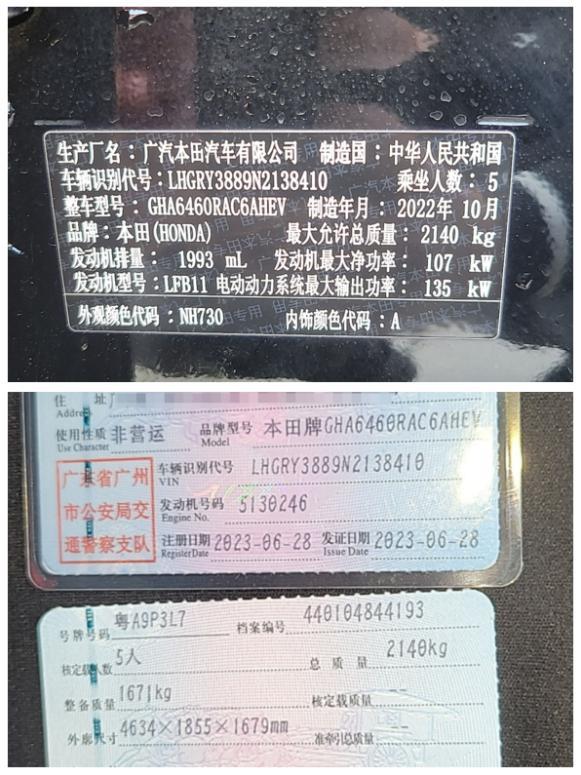 生产厂名：广汽本田汽车有限公司 制造国：中华人民共和国
车辆识别代号：LHGRY3889N2138410 乘坐人数：5
整车型号：GHA6460RAC6AHEV 制造年月：2022年10月
品牌：本田(HONDA) 最大允许总质量：2140 kg
发动机排量：1993 mL 发动机最大净功率：107 kW
发动机型号：LFB11 电动动力系统最大输出功率：135 kW
外观颜色代码：NH730 内饰颜色代码：A
住 址
Address
使用性质 非营运 品牌型号 本田牌GHA6460RAC6AHEV
Use Character Model
广东省广州
市公安局交
通警察支队
车辆识别代号 LHGRY3889N2138410
VIN
发动机号码 5130246
Engine No.
注册日期 2023-06-28 发证日期 2023-06-28
Register Date Issue Date
号牌号码 粤A9P3L7 档案编号 440104844193
核定载人数 5人 总质量 2140kg
整备质量 1671kg 核定载质量 --
外廓尺寸 4634×1855×1679mm 准牵引总质量 --